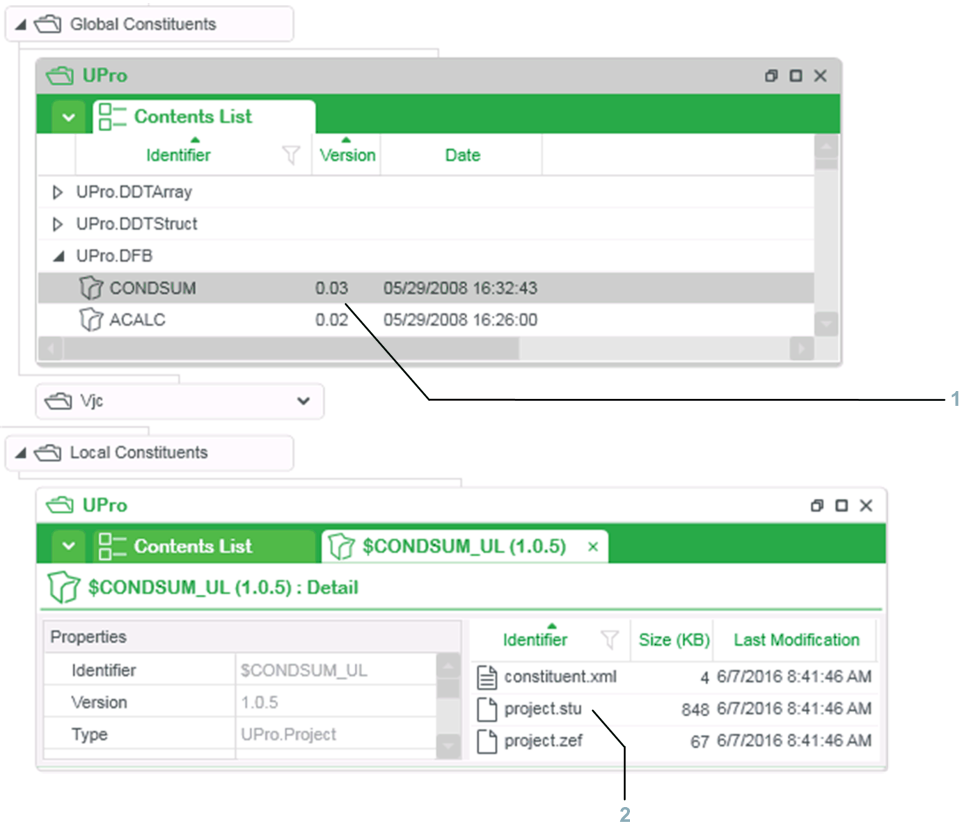 Global Constituents
UPro
Contents List
Identifier Version Date
UPro.DDTArray
UPro.DDTStruct
UPro.DFB
CONDSUM 0.03 05/29/2008 16:32:43
ACALC 0.02 05/29/2008 16:26:00
Vjc
1
Local Constituents
UPro
Contents List $CONDSUM_UL (1.0.5)
$CONDSUM_UL (1.0.5) : Detail
Properties
Identifier $CONDSUM_UL
Version 1.0.5
Type UPro.Project
Identifier Size (KB) Last Modification
constituent.xml 4 6/7/2016 8:41:46 AM
project.stu 848 6/7/2016 8:41:46 AM
project.zef 67 6/7/2016 8:41:46 AM
2